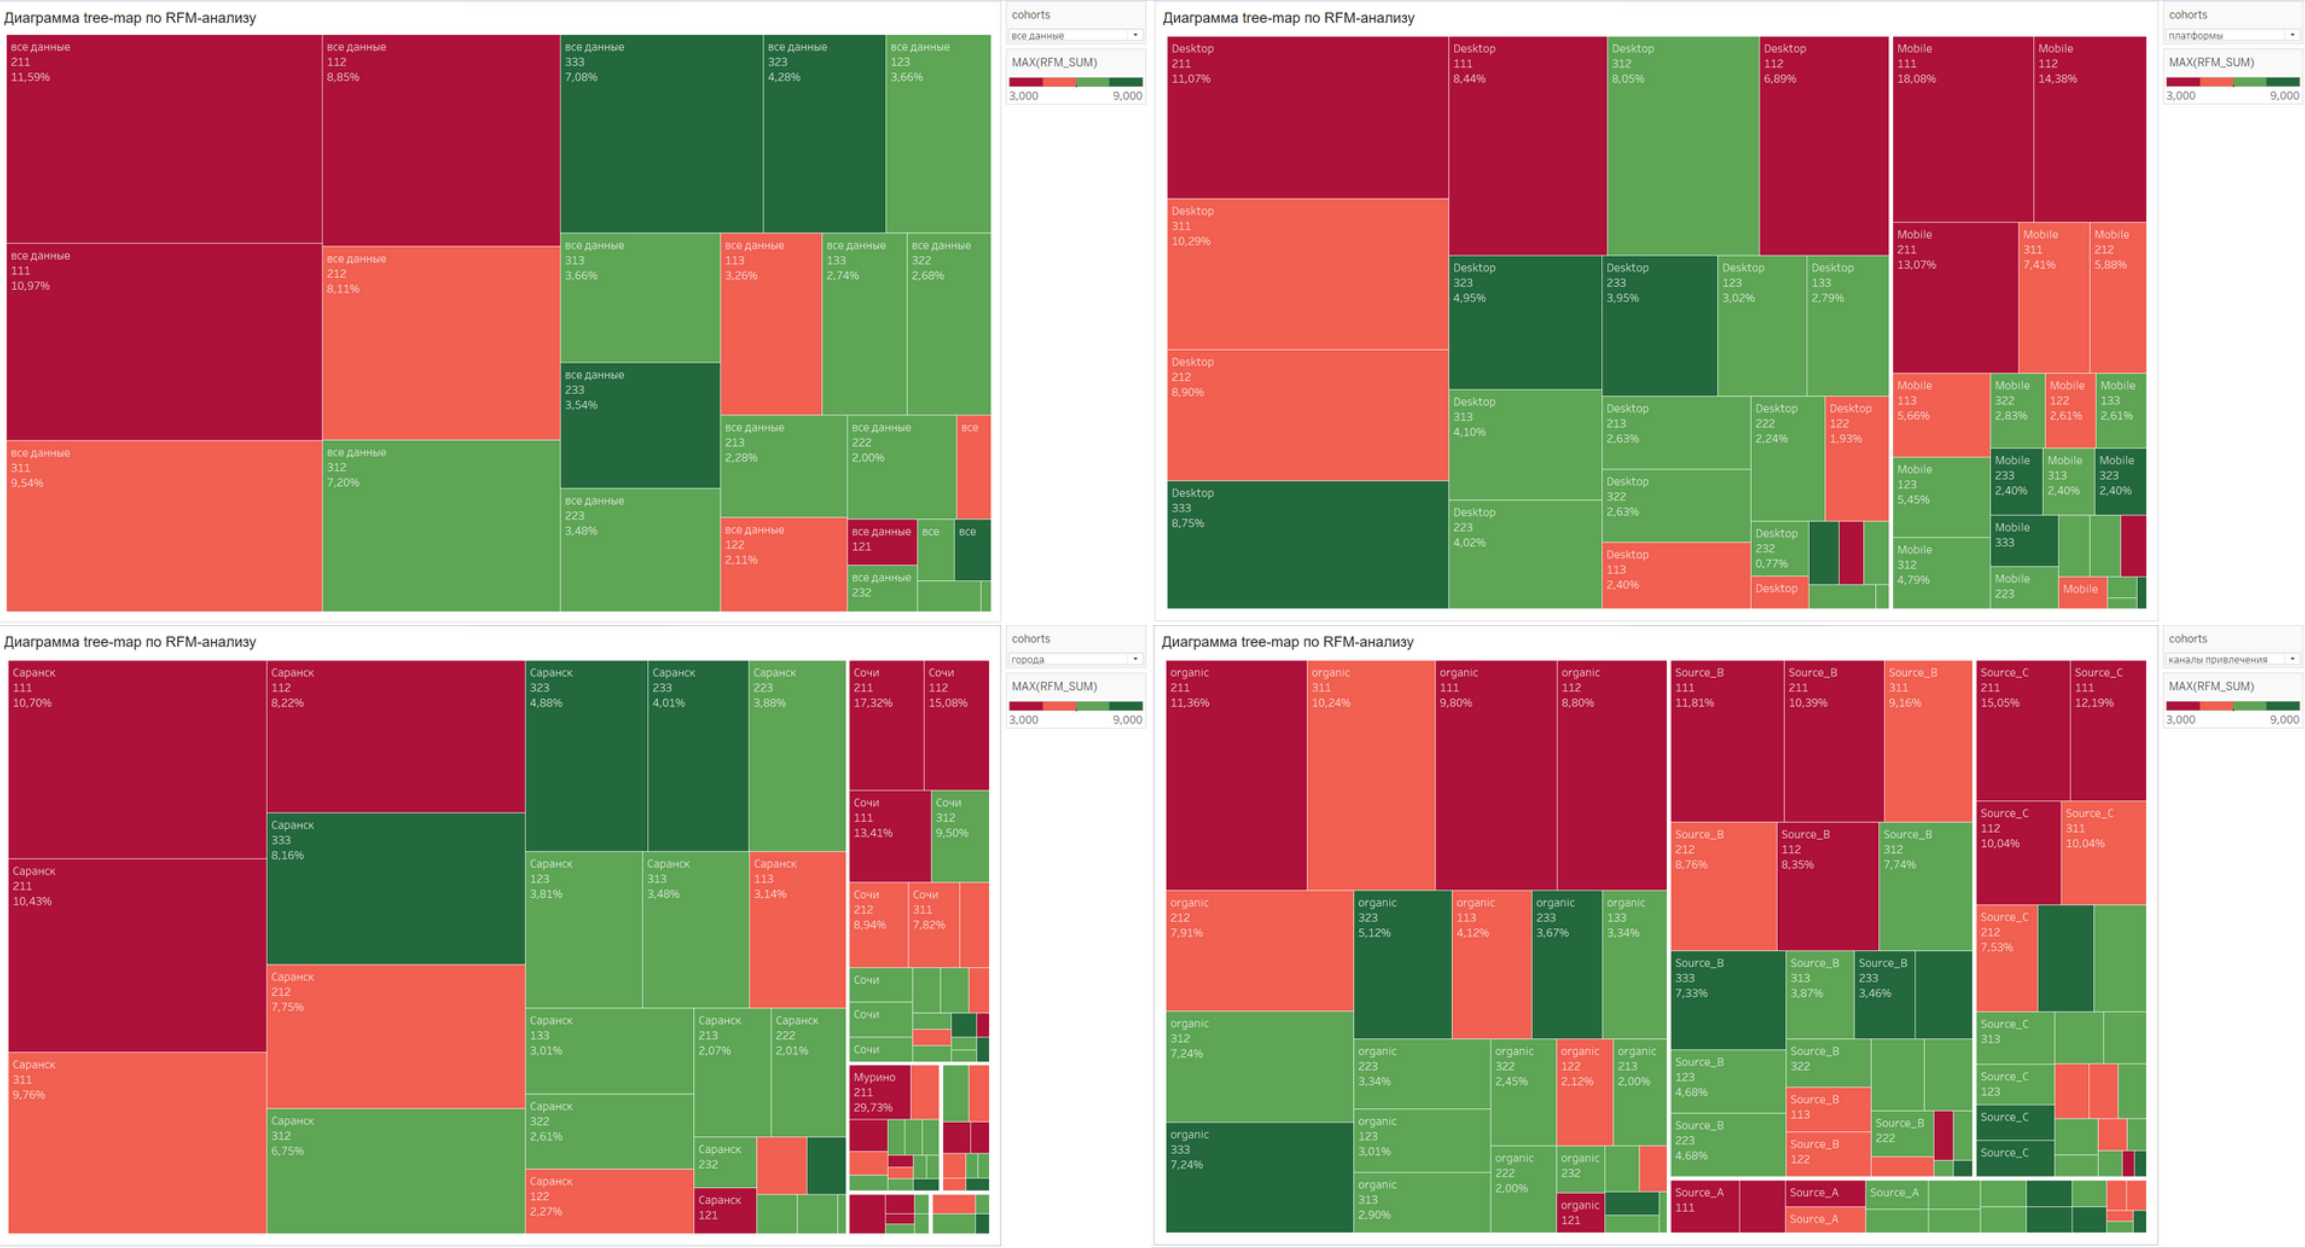 Диаграмма tree-map по RFM-анализу
все данные
211
11,59%
все данные
112
8,85%
все данные
333
7,08%
все данные
323
4,28%
все данные
123
3,66%
все данные
111
10,97%
все данные
212
8,11%
все данные
313
3,66%
все данные
113
3,26%
все данные
133
2,74%
все данные
322
2,68%
все данные
233
3,54%
все данные
311
9,54%
все данные
312
7,20%
все данные
213
2,28%
все данные
222
2,00%
все
все данные
223
3,48%
все данные
122
2,11%
все данные
121
все
все
все данные
232
cohorts
все данные
MAX(RFM_SUM)
3,000
9,000
Диаграмма tree-map по RFM-анализу
Desktop
211
11,07%
Desktop
111
8,44%
Desktop
312
8,05%
Desktop
112
6,89%
Desktop
311
10,29%
Desktop
323
4,95%
Desktop
233
3,95%
Desktop
123
3,02%
Desktop
133
2,79%
Desktop
212
8,90%
Desktop
313
4,10%
Desktop
213
2,63%
Desktop
222
2,24%
Desktop
122
1,93%
Desktop
333
8,75%
Desktop
223
4,02%
Desktop
322
2,63%
Desktop
113
2,40%
Desktop
232
0,77%
Desktop
Mobile
111
18,08%
Mobile
112
14,38%
Mobile
211
13,07%
Mobile
311
7,41%
Mobile
212
5,88%
Mobile
113
5,66%
Mobile
322
2,83%
Mobile
122
2,61%
Mobile
133
2,61%
Mobile
123
5,45%
Mobile
233
2,40%
Mobile
313
2,40%
Mobile
323
2,40%
Mobile
312
4,79%
Mobile
333
Mobile
223
Mobile
cohorts
платформы
MAX(RFM_SUM)
3,000
9,000
Диаграмма tree-map по RFM-анализу
Саранск
111
10,70%
Саранск
112
8,22%
Саранск
323
4,88%
Саранск
233
4,01%
Саранск
223
3,88%
Саранск
333
8,16%
Саранск
211
10,43%
Саранск
123
3,81%
Саранск
313
3,48%
Саранск
113
3,14%
Саранск
212
7,75%
Саранск
133
3,01%
Саранск
213
2,07%
Саранск
222
2,01%
Саранск
311
9,76%
Саранск
312
6,75%
Саранск
322
2,61%
Саранск
232
Саранск
122
2,27%
Саранск
121
Сочи
211
17,32%
Сочи
112
15,08%
Сочи
111
13,41%
Сочи
312
9,50%
Сочи
212
8,94%
Сочи
311
7,82%
Сочи
Сочи
Сочи
Мурино
211
29,73%
cohorts
города
MAX(RFM_SUM)
3,000
9,000
Диаграмма tree-map по RFM-анализу
organic
211
11,36%
organic
311
10,24%
organic
111
9,80%
organic
112
8,80%
organic
212
7,91%
organic
323
5,12%
organic
113
4,12%
organic
233
3,67%
organic
133
3,34%
organic
312
7,24%
organic
223
3,34%
organic
322
2,45%
organic
122
2,12%
organic
213
2,00%
organic
333
7,24%
organic
123
3,01%
organic
313
2,90%
organic
222
2,00%
organic
232
organic
121
Source_B
111
11,81%
Source_B
211
10,39%
Source_B
311
9,16%
Source_B
212
8,76%
Source_B
112
8,35%
Source_B
312
7,74%
Source_B
333
7,33%
Source_B
313
3,87%
Source_B
233
3,46%
Source_B
123
4,68%
Source_B
322
Source_B
113
Source_B
223
4,68%
Source_B
122
Source_B
222
Source_C
211
15,05%
Source_C
111
12,19%
Source_C
112
10,04%
Source_C
311
10,04%
Source_C
212
7,53%
Source_C
313
Source_C
123
Source_C
Source_C
Source_A
111
Source_A
Source_A
Source_A
cohorts
каналы привлечения
MAX(RFM_SUM)
3,000
9,000